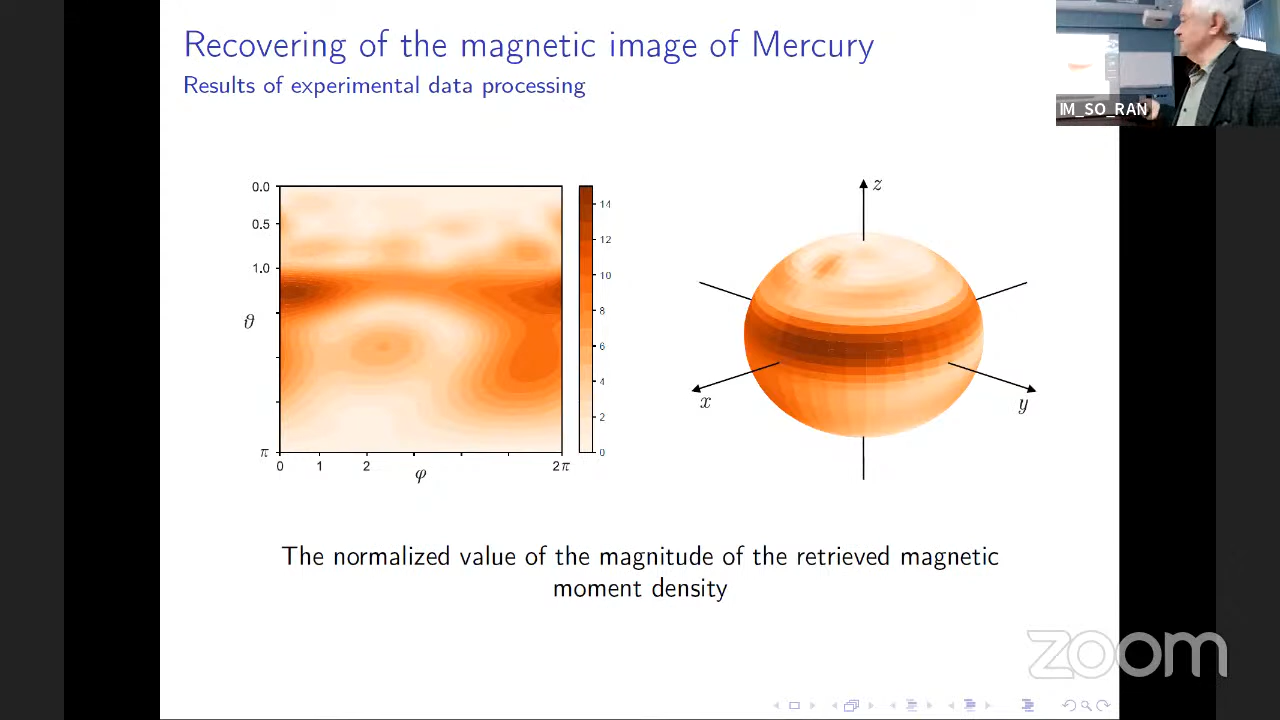 Recovering of the magnetic image of Mercury
Results of experimental data processing
IM_SO_RAN
0.0
0.5
1.0
ϑ
π
0 1 2 2π
φ
14
12
10
8
6
4
2
0
z
x
y
The normalized value of the magnitude of the retrieved magnetic
moment density
zoom